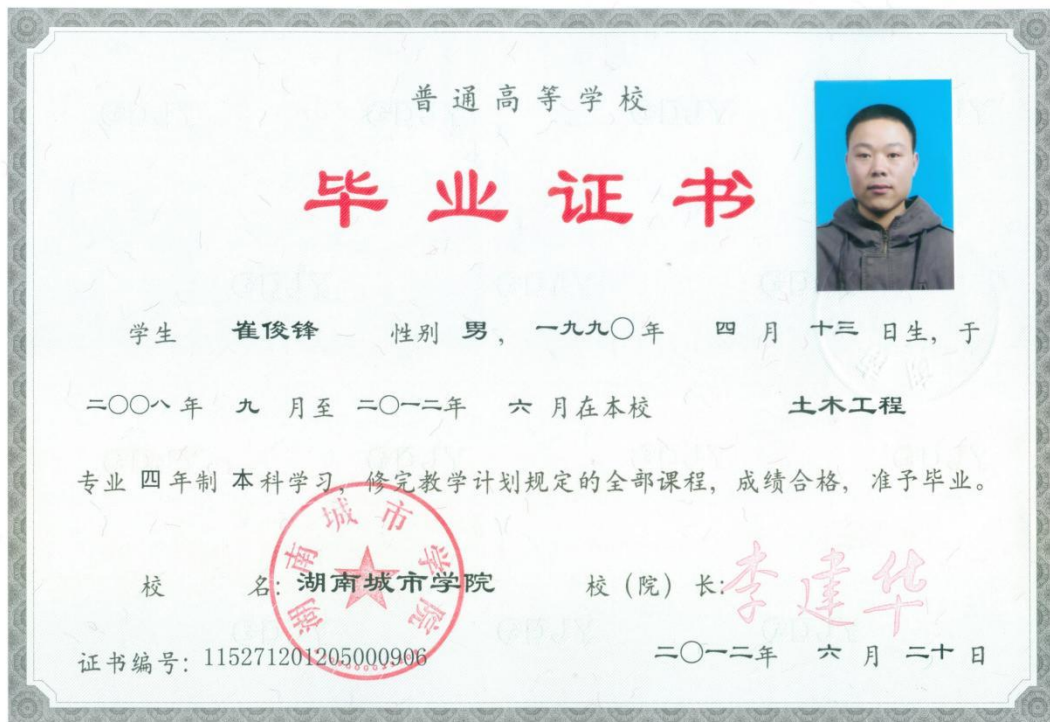 普通高等学校
毕业证书
学生 崔俊锋 性别 男，一九九〇年 四 月 十三 日生，于
二〇〇八 年 九 月至 二〇一二年 六 月在本校 土木工程
专业 四 年制 本 科学习，修完教学计划规定的全部课程，成绩合格，准予毕业。
湖南城市学院
校 名：湖南城市学院 校（院）长：李建华
证书编号：115271201205000906 二〇一二年 六 月 二十 日